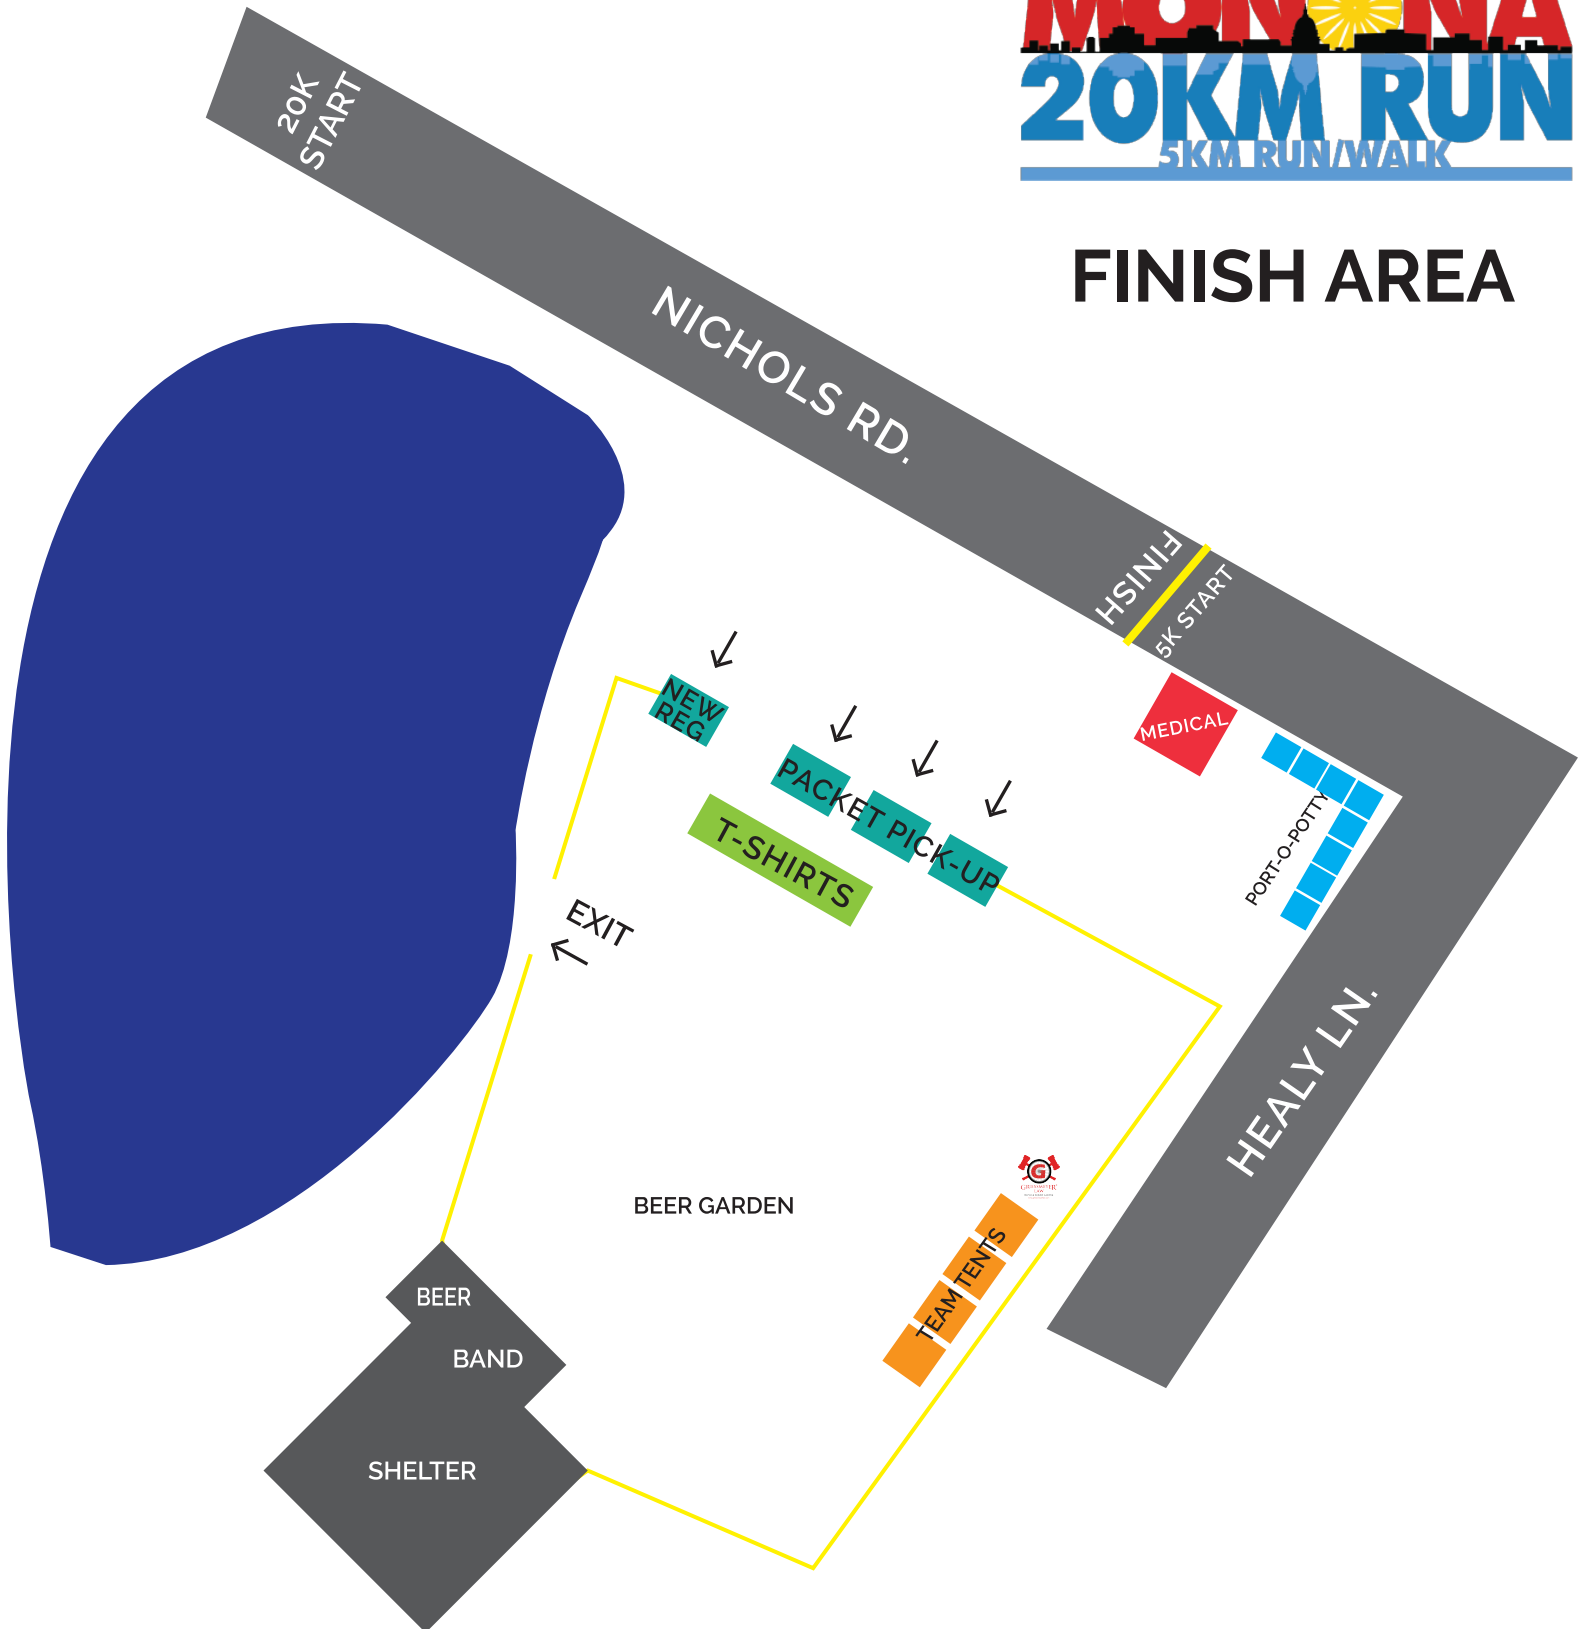 MONONA
20KM RUN
5KM RUN/WALK
FINISH AREA
20K
START
NICHOLS RD.
FINISH
5K START
MEDICAL
PORT-O-POTTY
HEALY LN.
NEW
REG
PACKET PICK-UP
T-SHIRTS
EXIT
BEER GARDEN
G
TEAM TENTS
BEER
BAND
SHELTER